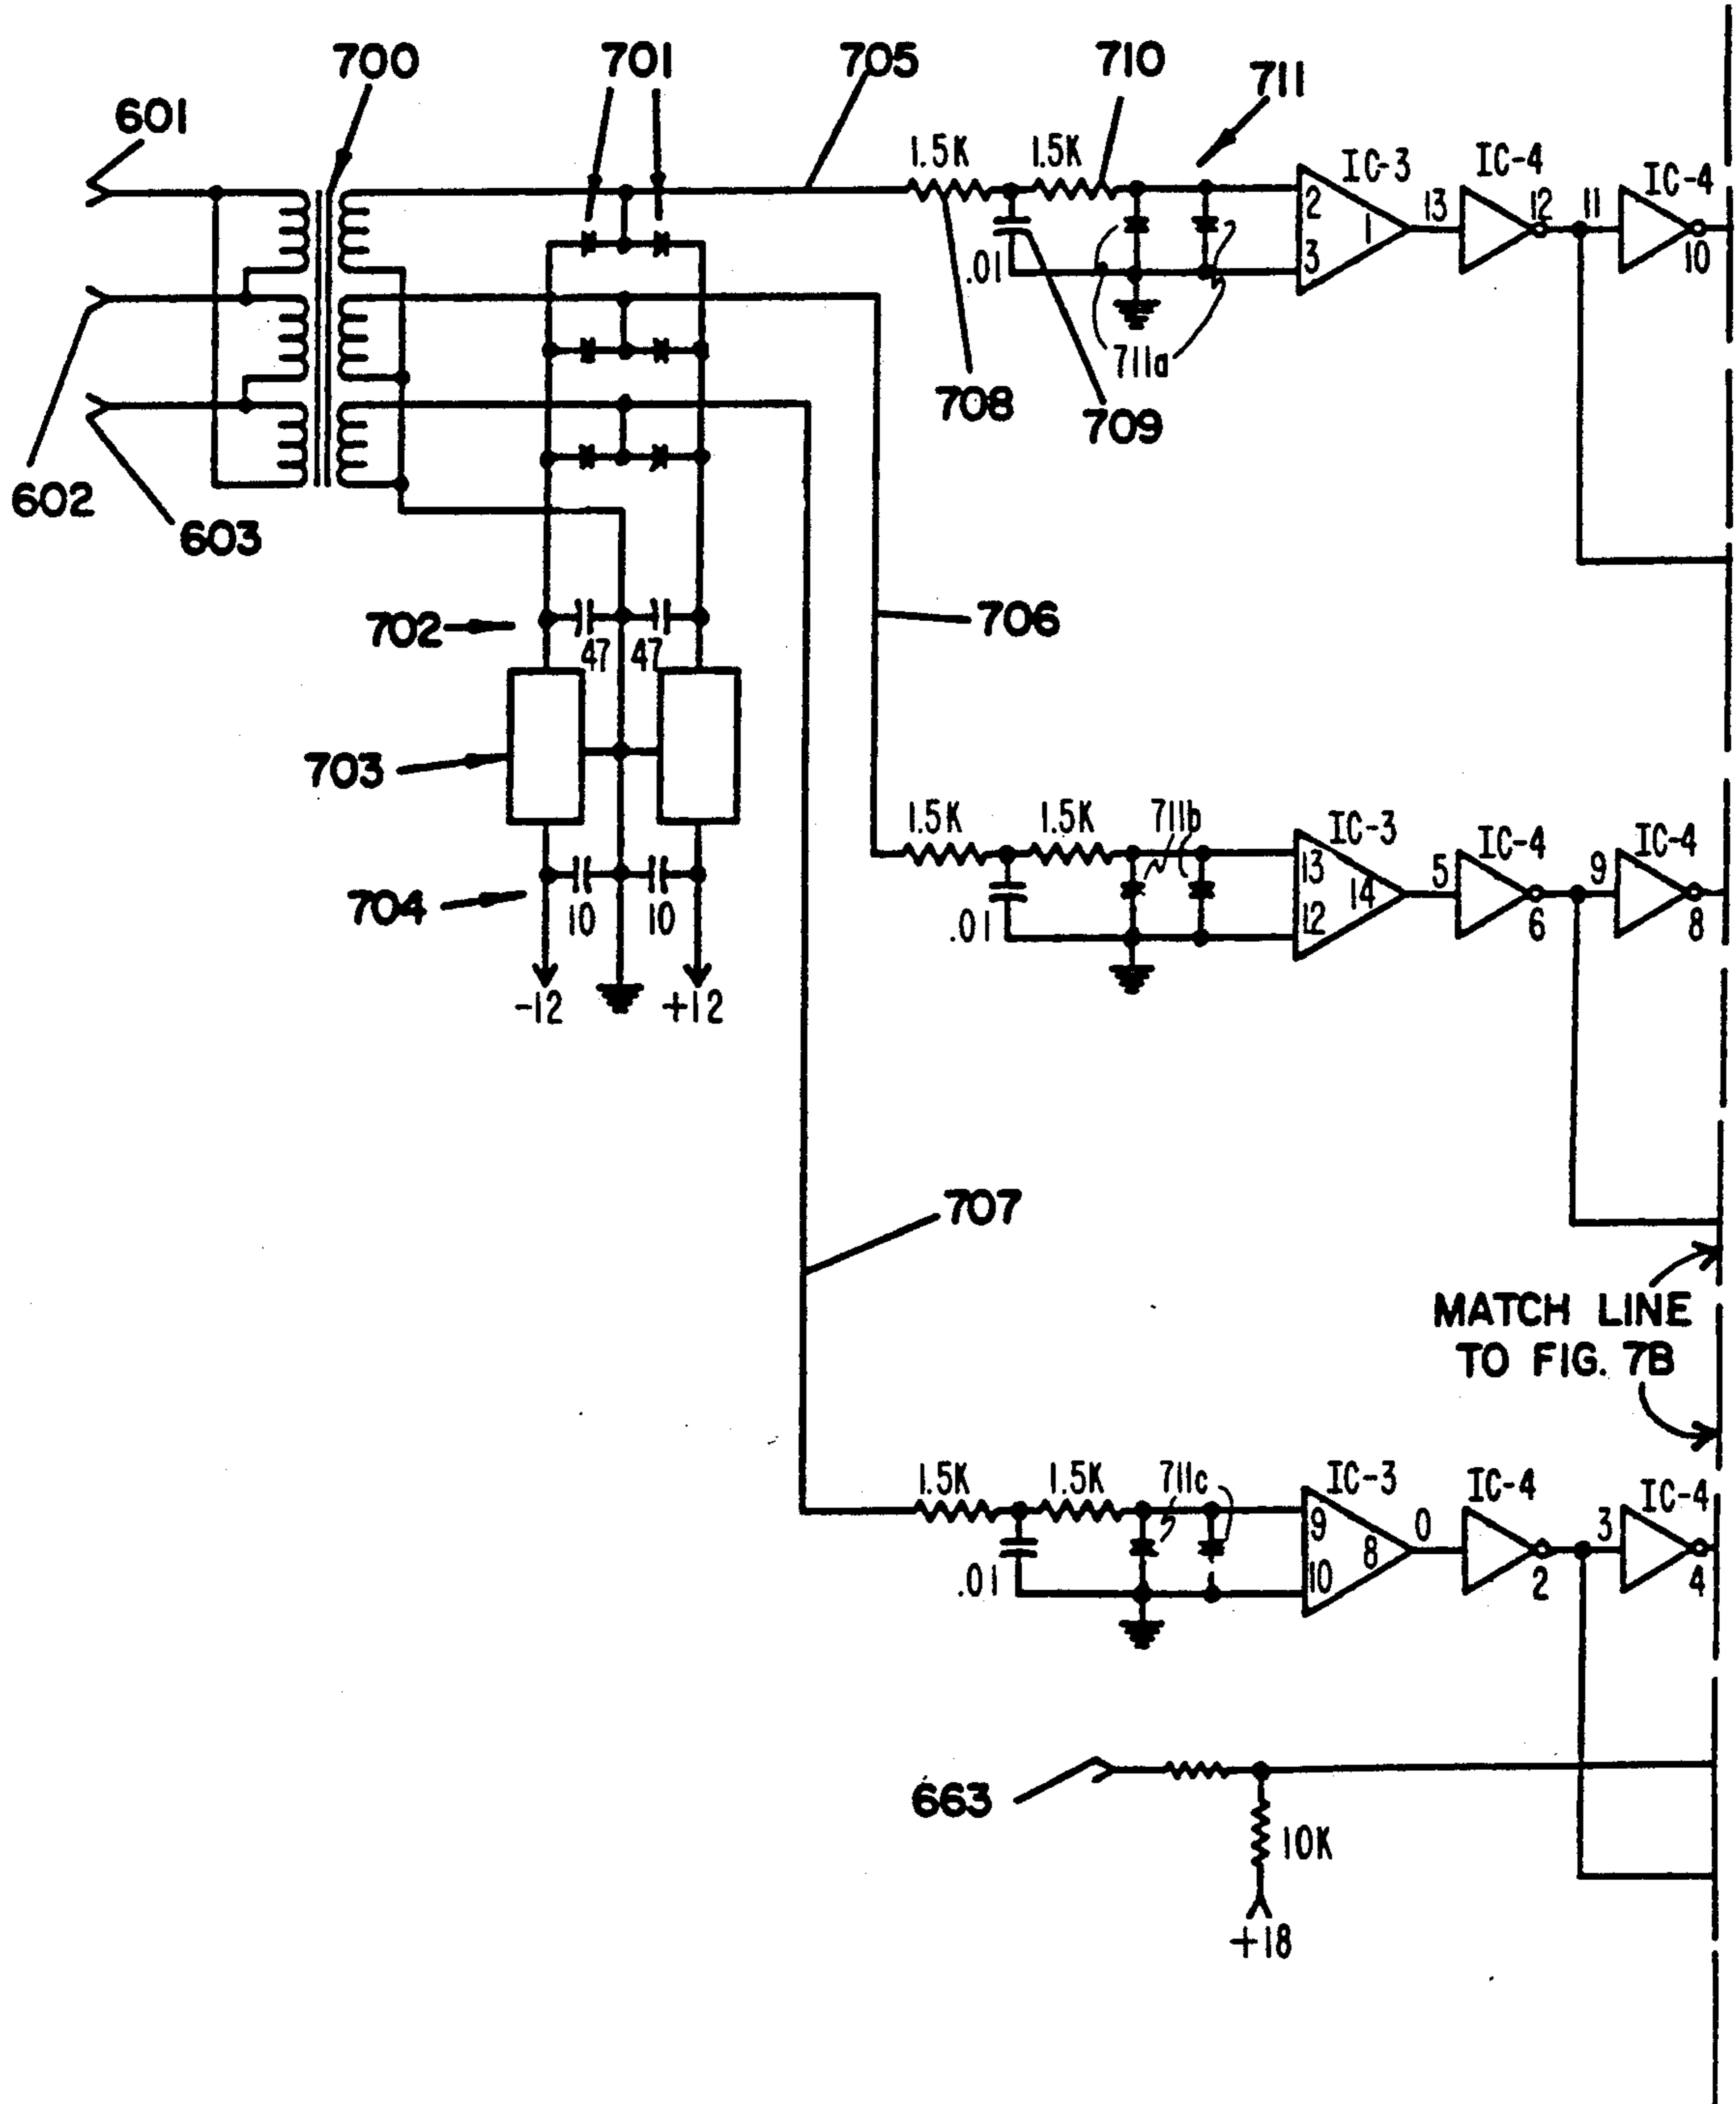 700
701
705
710
711
601
1.5K
1.5K
IC-3
IC-4
IC-4
2
1
13
12
11
3
10
.01
711a
708
709
602
603
702
47
47
706
703
1.5K
1.5K
711b
IC-3
IC-4
IC-4
13
14
5
9
12
6
8
.01
704
10
10
-12
+12
707
MATCH LINE
TO FIG. 7B
1.5K
1.5K
711c
IC-3
IC-4
IC-4
9
8
0
3
10
2
4
.01
663
10K
+18